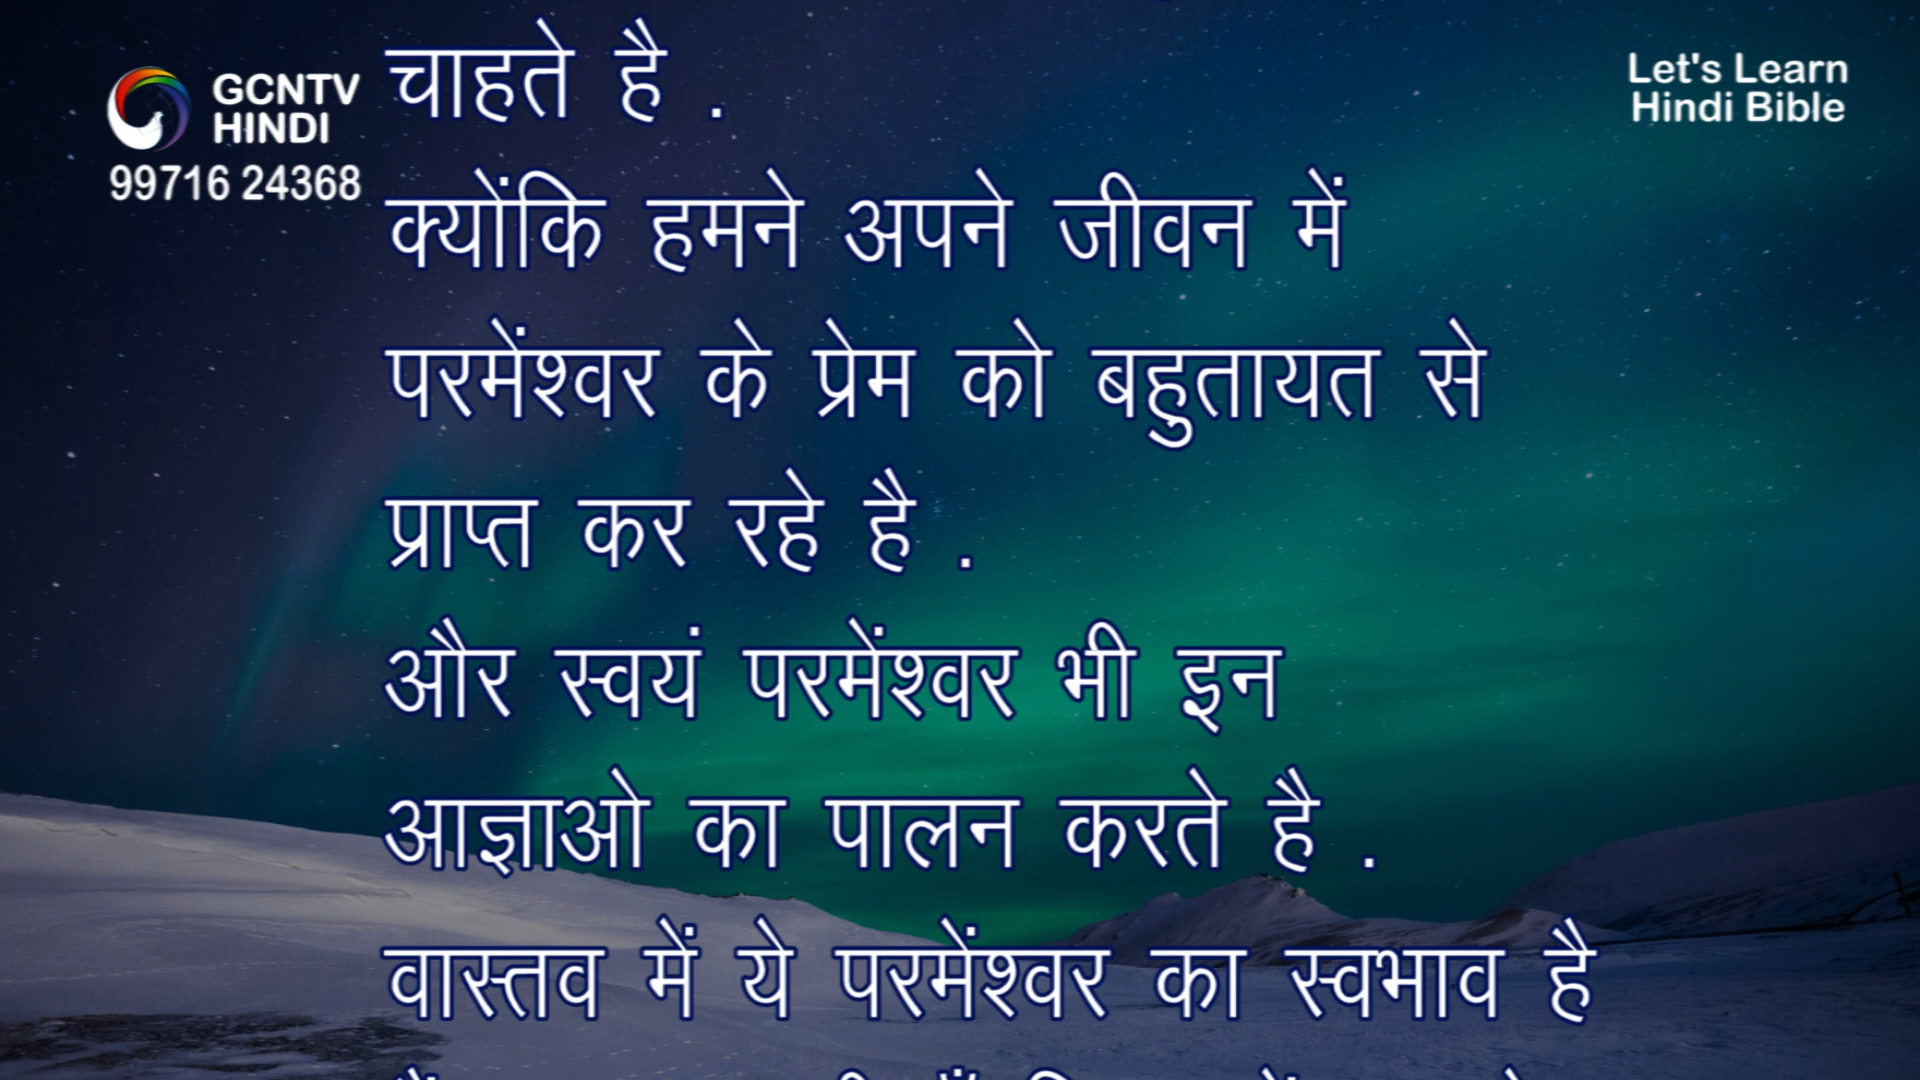 चाहते है .
GCNTV
HINDI
99716 24368
Let's Learn
Hindi Bible
क्योंकि हमने अपने जीवन में
परमेंश्वर के प्रेम को बहुतायत से
प्राप्त कर रहे है .
और स्वयं परमेंश्वर भी इन
आज्ञाओ का पालन करते है .
वास्तव में ये परमेंश्वर का स्वभाव है